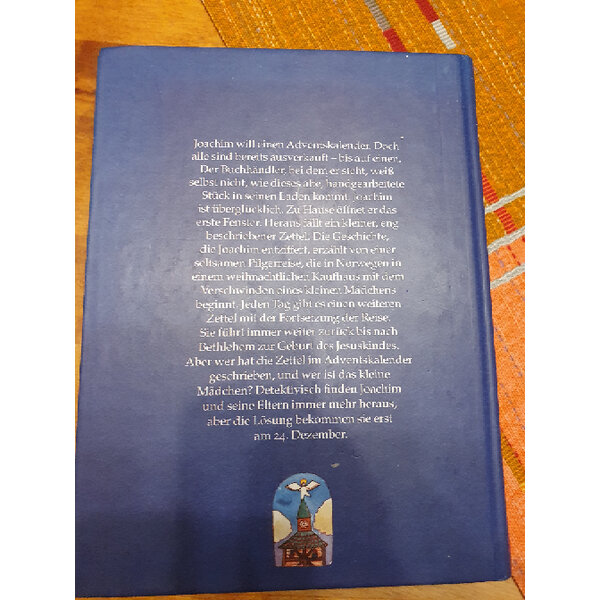 Joachim will einen Adventskalender. Doch
alle sind bereits ausverkauft – bis auf einen.
Der Buchhändler, bei dem er steht, weiß
selbst nicht, wie dieses alte, handgearbeitete
Stück in seinen Laden kommt. Joachim
ist überglücklich. Zu Hause öffnet er das
erste Fenster. Heraus fällt ein kleiner, eng
beschriebener Zettel. Die Geschichte,
die Joachim entziffert, erzählt von einer
seltsamen Pilgerreise, die in Norwegen in
einem weihnachtlichen Kaufhaus mit dem
Verschwinden eines kleinen Mädchens
beginnt. Jeden Tag gibt es einen weiteren
Zettel mit der Fortsetzung der Reise.
Sie führt immer weiter zurück bis nach
Bethlehem zur Geburt des Jesuskindes.
Aber wer hat die Zettel im Adventskalender
geschrieben, und wer ist das kleine
Mädchen? Detektivisch finden Joachim
und seine Eltern immer mehr heraus,
aber die Lösung bekommen sie erst
am 24. Dezember.